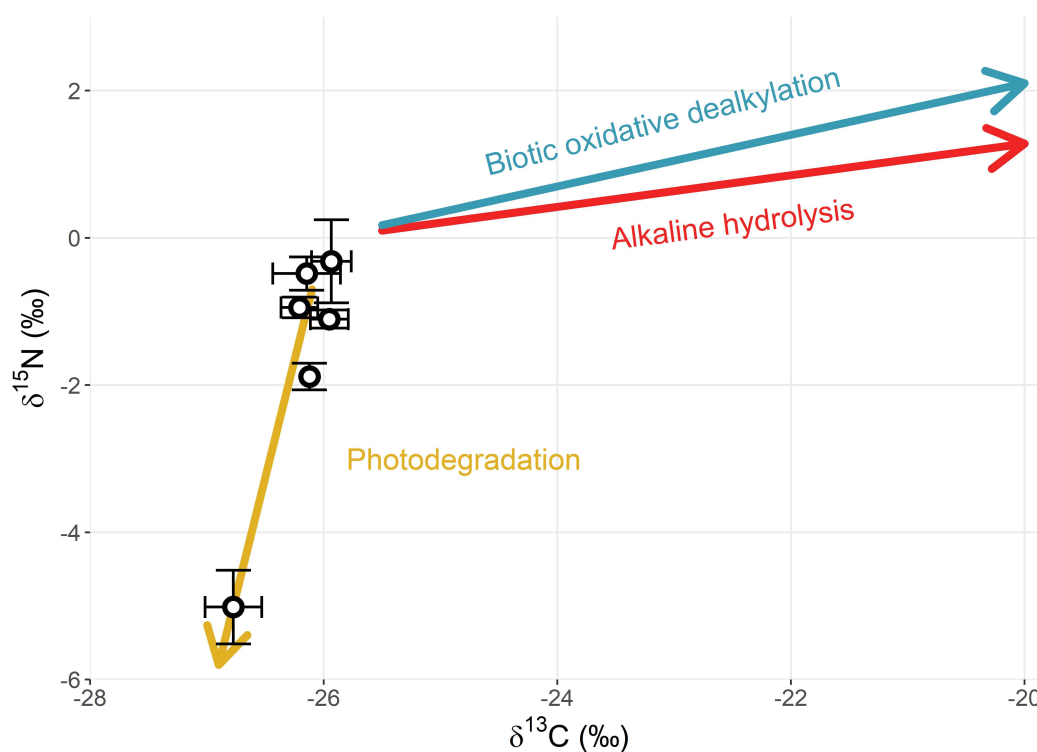 2
0
-2
-4
-6
δ15N (‰)
Biotic oxidative dealkylation
Alkaline hydrolysis
Photodegradation
-28
-26
-24
-22
-20
δ13C (‰)